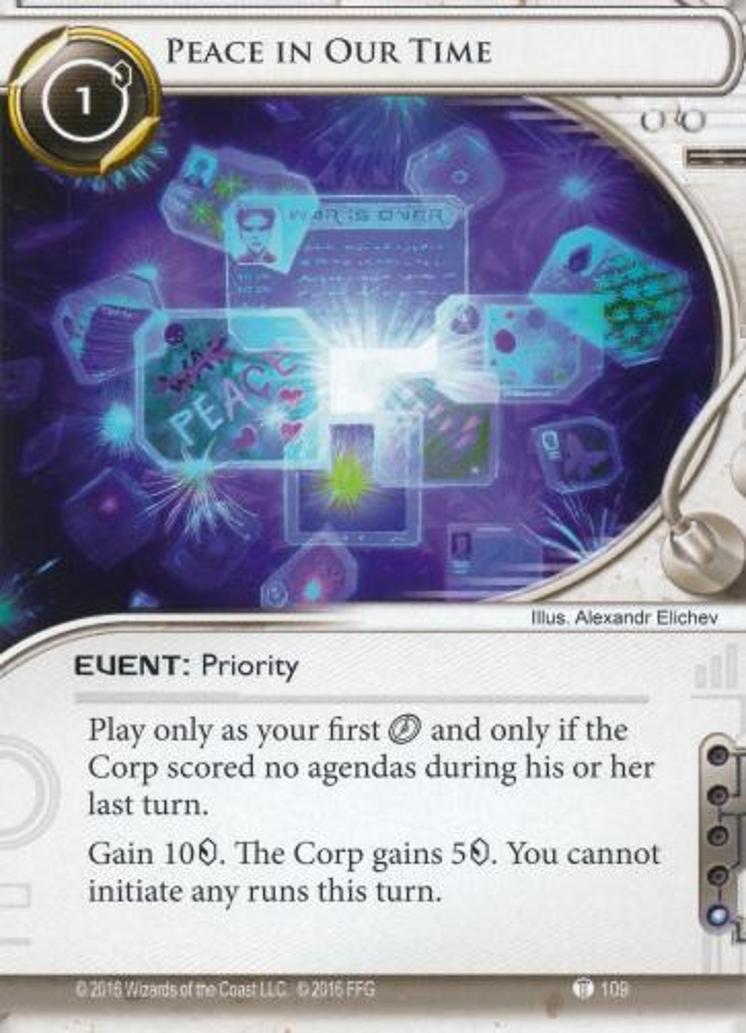 Peace in Our Time
1
WAR IS OVER
WAR
PEACE
Illus. Alexandr Elichev
EVENT: Priority
Play only as your first and only if the
Corp scored no agendas during his or her
last turn.
Gain 10. The Corp gains 5. You cannot
initiate any runs this turn.
© 2016 Wizards of the Coast LLC. © 2016 FFG
109